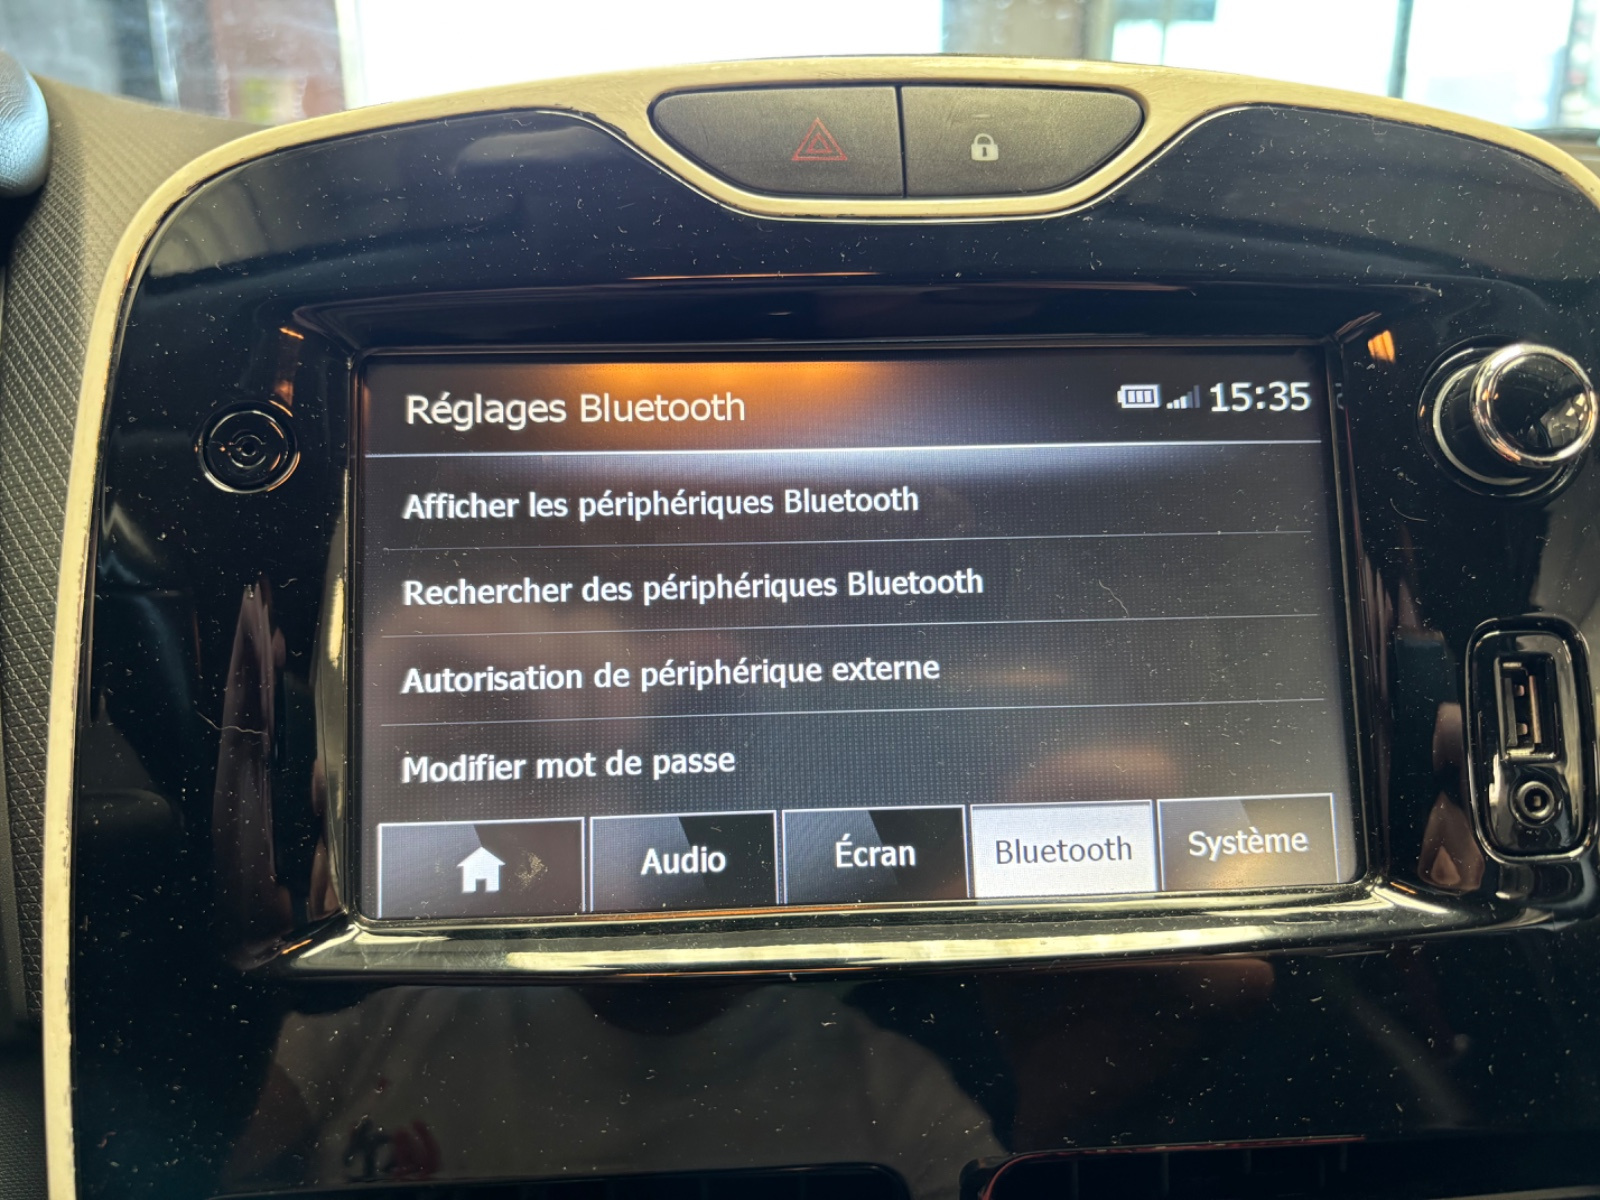 Réglages Bluetooth
15:35
Afficher les périphériques Bluetooth
Rechercher des périphériques Bluetooth
Autorisation de périphérique externe
Modifier mot de passe
Audio
Écran
Bluetooth
Système